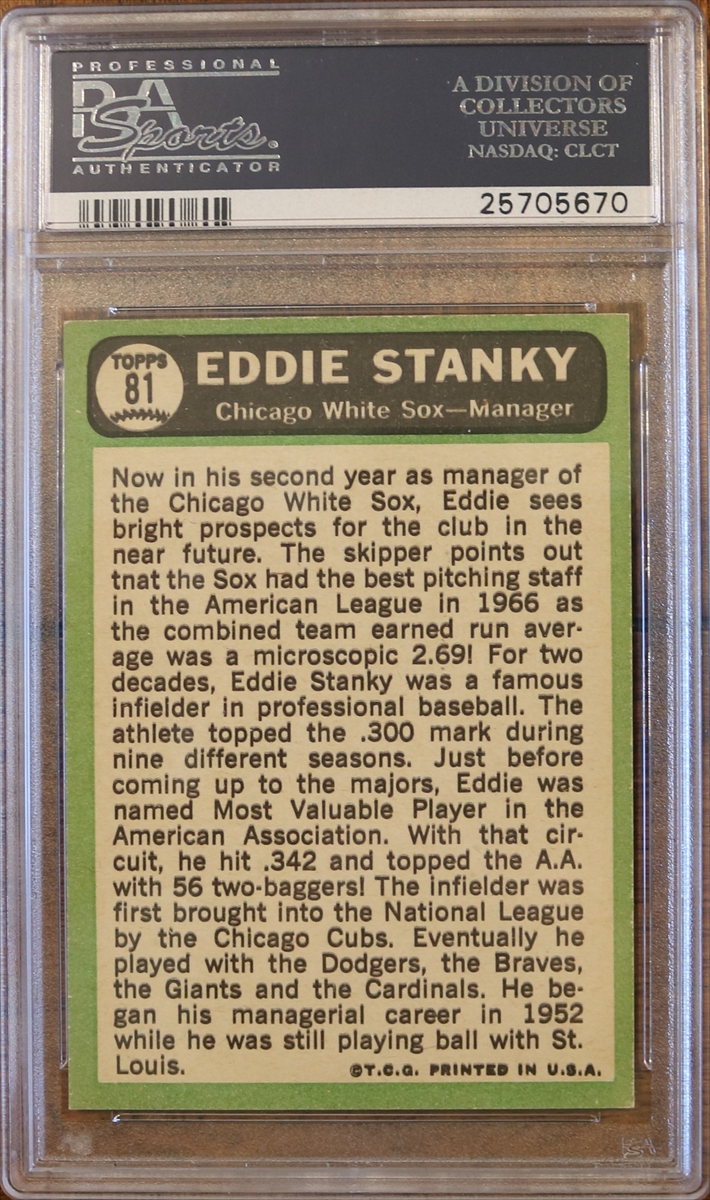 PROFESSIONAL
PSA
Sports.
AUTHENTICATOR
A DIVISION OF
COLLECTORS
UNIVERSE
NASDAQ: CLCT
25705670
TOPPS
81
EDDIE STANKY
Chicago White Sox—Manager
Now in his second year as manager of
the Chicago White Sox, Eddie sees
bright prospects for the club in the
near future. The skipper points out
tnat the Sox had the best pitching staff
in the American League in 1966 as
the combined team earned run aver-
age was a microscopic 2.69! For two
decades, Eddie Stanky was a famous
infielder in professional baseball. The
athlete topped the .300 mark during
nine different seasons. Just before
coming up to the majors, Eddie was
named Most Valuable Player in the
American Association. With that cir-
cuit, he hit .342 and topped the A.A.
with 56 two-baggers! The infielder was
first brought into the National League
by the Chicago Cubs. Eventually he
played with the Dodgers, the Braves,
the Giants and the Cardinals. He be-
gan his managerial career in 1952
while he was still playing ball with St.
Louis.
©T.C.G. PRINTED IN U.S.A.